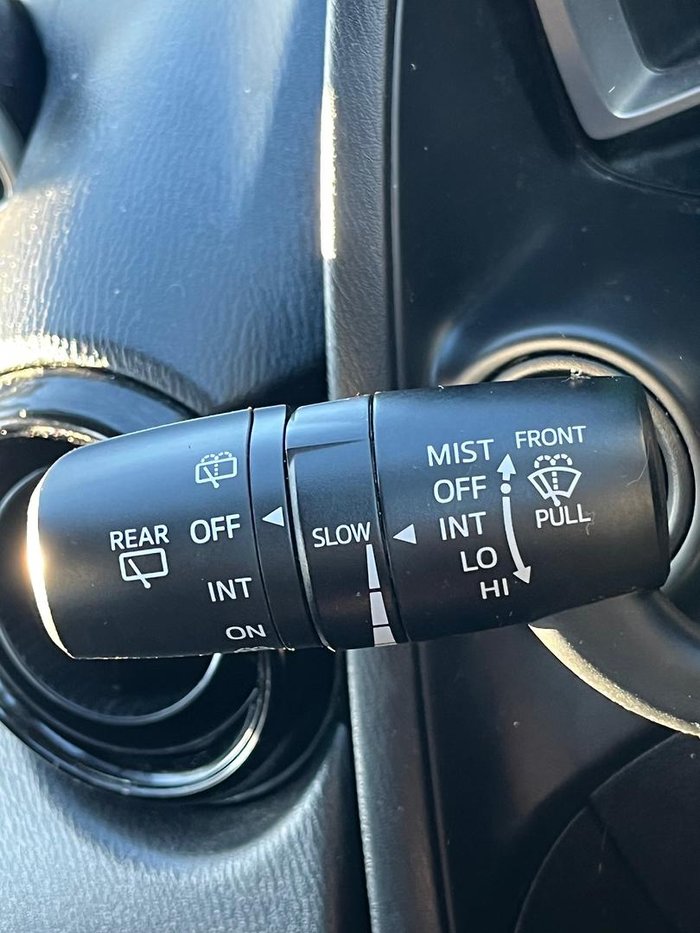 REAR
OFF
INT
ON
SLOW
MIST
OFF
INT
LO
HI
FRONT
PULL